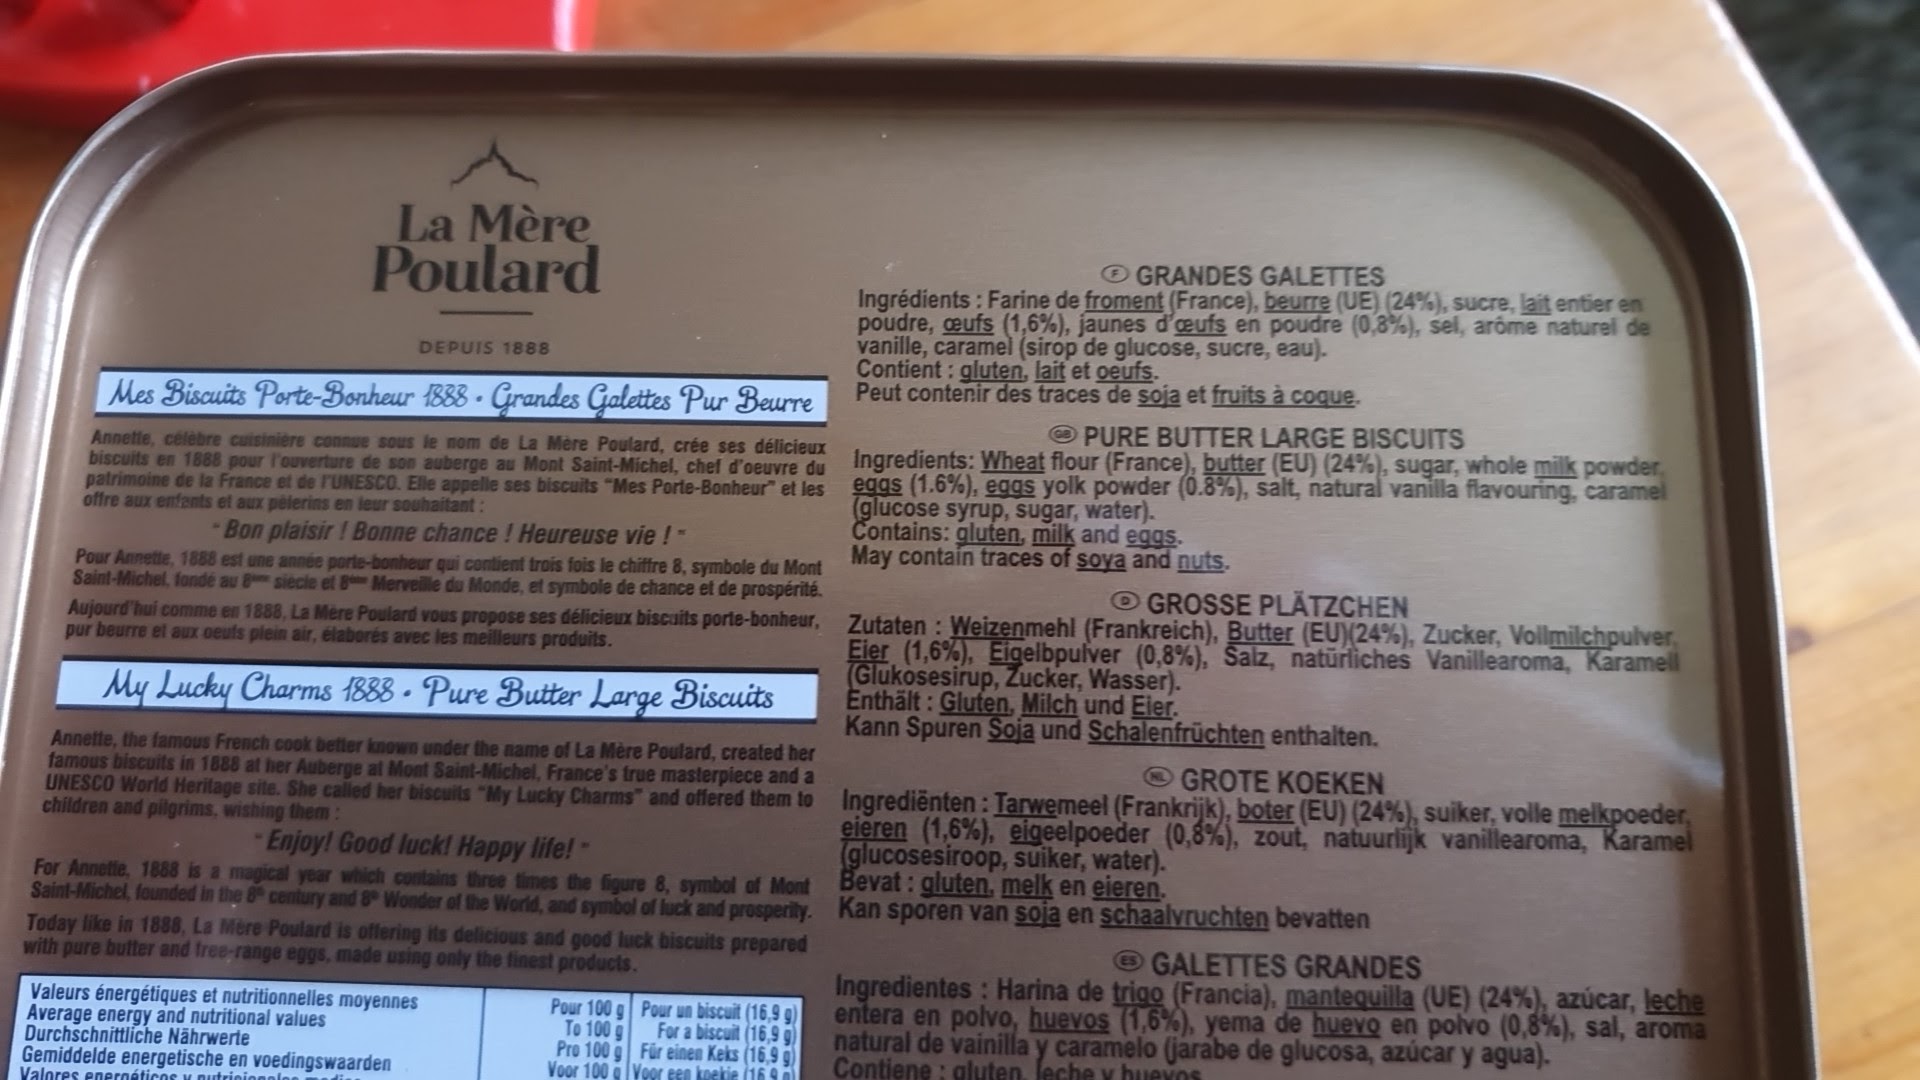 La Mère
Poulard
DEPUIS 1888
Mes Biscuits Porte-Bonheur 1888 • Grandes Galettes Pur Beurre
Annette, célèbre cuisinière connue sous le nom de La Mère Poulard, crée ses délicieux
biscuits en 1888 pour l'ouverture de son auberge au Mont Saint-Michel, chef d'oeuvre du
patrimoine de la France et de l'UNESCO. Elle appelle ses biscuits "Mes Porte-Bonheur" et les
offre aux enfants et aux pèlerins en leur souhaitant :
"Bon plaisir ! Bonne chance ! Heureuse vie ! "
Pour Annette, 1888 est une année porte-bonheur qui contient trois fois le chiffre 8, symbole du Mont
Saint-Michel, fondé au 8ème siècle et 8ème Merveille du Monde, et symbole de chance et de prospérité.
Aujourd'hui comme en 1888, La Mère Poulard vous propose ses délicieux biscuits porte-bonheur,
pur beurre et aux oeufs plein air, élaborés avec les meilleurs produits.
My Lucky Charms 1888 • Pure Butter Large Biscuits
Annette, the famous French cook better known under the name of La Mère Poulard, created her
famous biscuits in 1888 at her Auberge at Mont Saint-Michel, France's true masterpiece and a
UNESCO World Heritage site. She called her biscuits "My Lucky Charms" and offered them to
children and pilgrims, wishing them :
"Enjoy! Good luck! Happy life! "
For Annette, 1888 is a magical year which contains three times the figure 8, symbol of Mont
Saint-Michel, founded in the 8th century and 8th Wonder of the World, and symbol of luck and prosperity.
Today like in 1888, La Mère Poulard is offering its delicious and good luck biscuits prepared
with pure butter and free-range eggs, made using only the finest products.
Valeurs énergétiques et nutritionnelles moyennes
Average energy and nutritional values
Durchschnittliche Nährwerte
Gemiddelde energetische en voedingswaarden
Valores energéticos y
Pour 100 g Pour un biscuit (16,9 g)
To 100 g For a biscuit (16,9 g)
Pro 100 g Für einen Keks (16,9 g)
Voor 100 g Voor een koekje (16,9 g)
F GRANDES GALETTES
Ingrédients : Farine de froment (France), beurre (UE) (24%), sucre, lait entier en
poudre, œufs (1,6%), jaunes d'œufs en poudre (0,8%), sel, arôme naturel de
vanille, caramel (sirop de glucose, sucre, eau).
Contient : gluten, lait et oeufs.
Peut contenir des traces de soja et fruits à coque.
GB PURE BUTTER LARGE BISCUITS
Ingredients: Wheat flour (France), butter (EU) (24%), sugar, whole milk powder,
eggs (1.6%), eggs yolk powder (0.8%), salt, natural vanilla flavouring, caramel
(glucose syrup, sugar, water).
Contains: gluten, milk and eggs.
May contain traces of soya and nuts.
D GROSSE PLÄTZCHEN
Zutaten : Weizenmehl (Frankreich), Butter (EU)(24%), Zucker, Vollmilchpulver,
Eier (1,6%), Eigelbpulver (0,8%), Salz, natürliches Vanillearoma, Karamell
(Glukosesirup, Zucker, Wasser).
Enthält : Gluten, Milch und Eier.
Kann Spuren Soja und Schalenfrüchten enthalten.
NL GROTE KOEKEN
Ingrediënten : Tarwemeel (Frankrijk), boter (EU) (24%), suiker, volle melkpoeder,
eieren (1,6%), eigeelpoeder (0,8%), zout, natuurlijk vanillearoma, Karamel
(glucosesiroop, suiker, water).
Bevat : gluten, melk en eieren.
Kan sporen van soja en schaalvruchten bevatten
ES GALETTES GRANDES
Ingredientes : Harina de trigo (Francia), mantequilla (UE) (24%), azúcar, leche
entera en polvo, huevos (1,6%), yema de huevo en polvo (0,8%), sal, aroma
natural de vainilla y caramelo (jarabe de glucosa, azúcar y agua).
Contiene : gluten, leche y huevos